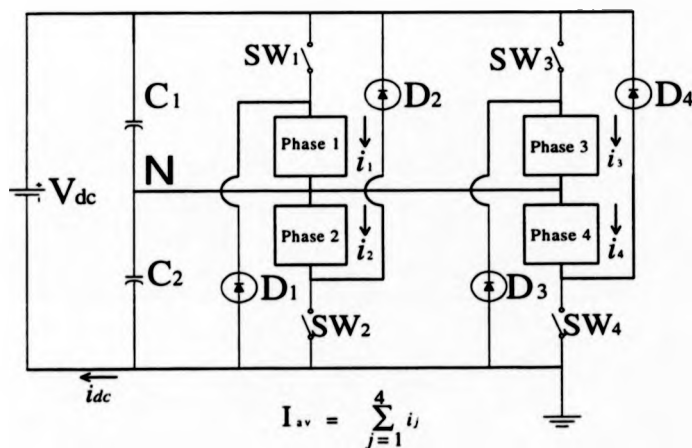 SW1
SW3
C1
D2
D4
Phase 1
i1
Phase 3
i3
N
Vdc
Phase 2
i2
Phase 4
i4
C2
D1
D3
SW2
SW4
idc
Iav = ∑ 4 j=1 ij